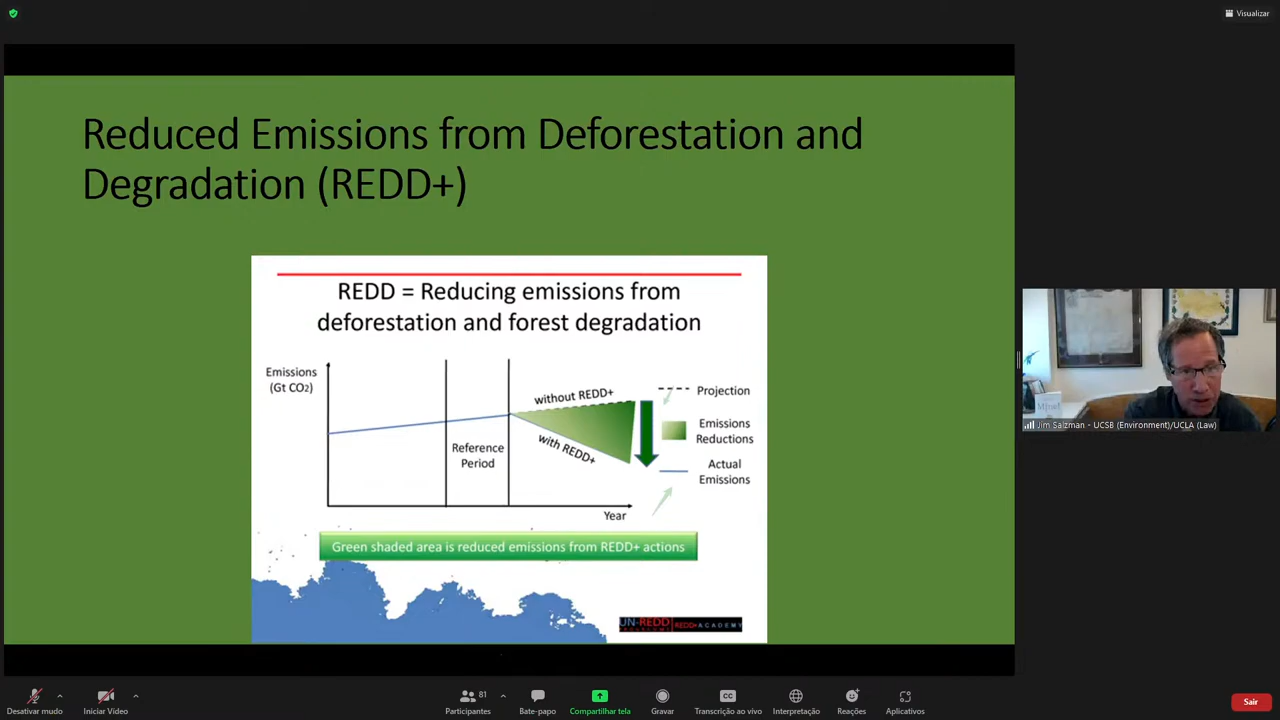 Visualizar
Reduced Emissions from Deforestation and
Degradation (REDD+)
REDD = Reducing emissions from
deforestation and forest degradation
Emissions
(Gt CO2)
without REDD+
with REDD+
Reference
Period
Year
Projection
Emissions
Reductions
Actual
Emissions
Green shaded area is reduced emissions from REDD+ actions
UN-REDD
PROGRAMME
REDD+ACADEMY
Jim Salzman - UCSB (Environment)/UCLA (Law)
Desativar mudo
Iniciar Vídeo
81
Participantes
Bate-papo
Compartilhar tela
Gravar
CC
Transcrição ao vivo
Interpretação
Reações
Aplicativos
Sair